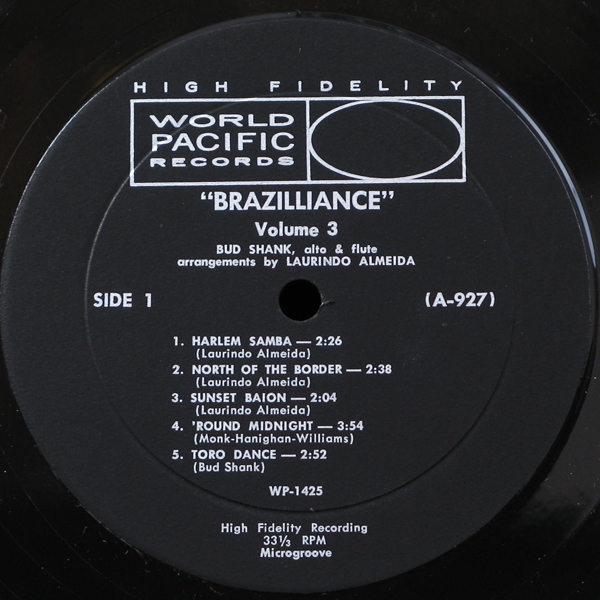 HIGH FIDELITY
WORLD
PACIFIC
RECORDS
"BRAZILLIANCE"
Volume 3
BUD SHANK, alto & flute
arrangements by LAURINDO ALMEIDA
SIDE 1
(A-927)
1. HARLEM SAMBA — 2:26
(Laurindo Almeida)
2. NORTH OF THE BORDER — 2:38
(Laurindo Almeida)
3. SUNSET BAION — 2:04
(Laurindo Almeida)
4. 'ROUND MIDNIGHT — 3:54
(Monk-Hanighan-Williams)
5. TORO DANCE — 2:52
(Bud Shank)
WP-1425
High Fidelity Recording
33⅓ RPM
Microgroove